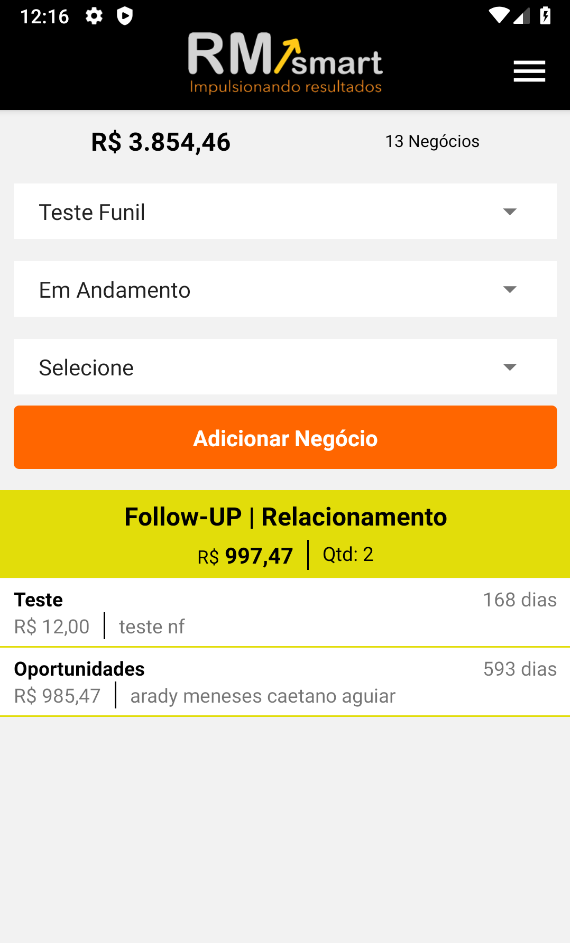 12:16
RM smart
Impulsionando resultados
R$ 3.854,46
13 Negócios
Teste Funil
Em Andamento
Selecione
Adicionar Negócio
Follow-UP | Relacionamento
R$ 997,47 | Qtd: 2
Teste
168 dias
R$ 12,00 | teste nf
Oportunidades
593 dias
R$ 985,47 | arady meneses caetano aguiar